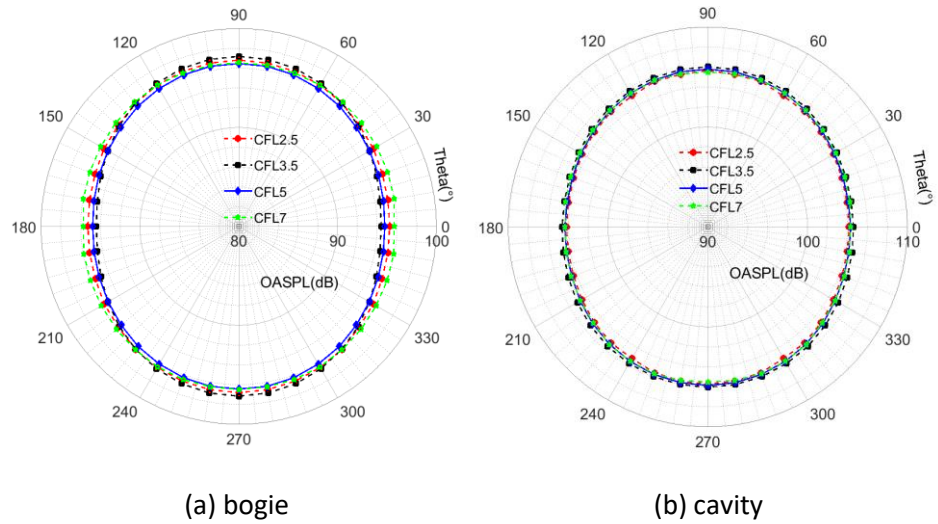 90
120
60
150
30
Theta(°)
CFL2.5
CFL3.5
CFL5
CFL7
180
0
80
90
100
OASPL(dB)
210
330
240
300
270
(a) bogie
90
120
60
150
30
Theta(°)
CFL2.5
CFL3.5
CFL5
CFL7
180
0
90
100
110
OASPL(dB)
210
330
240
300
270
(b) cavity